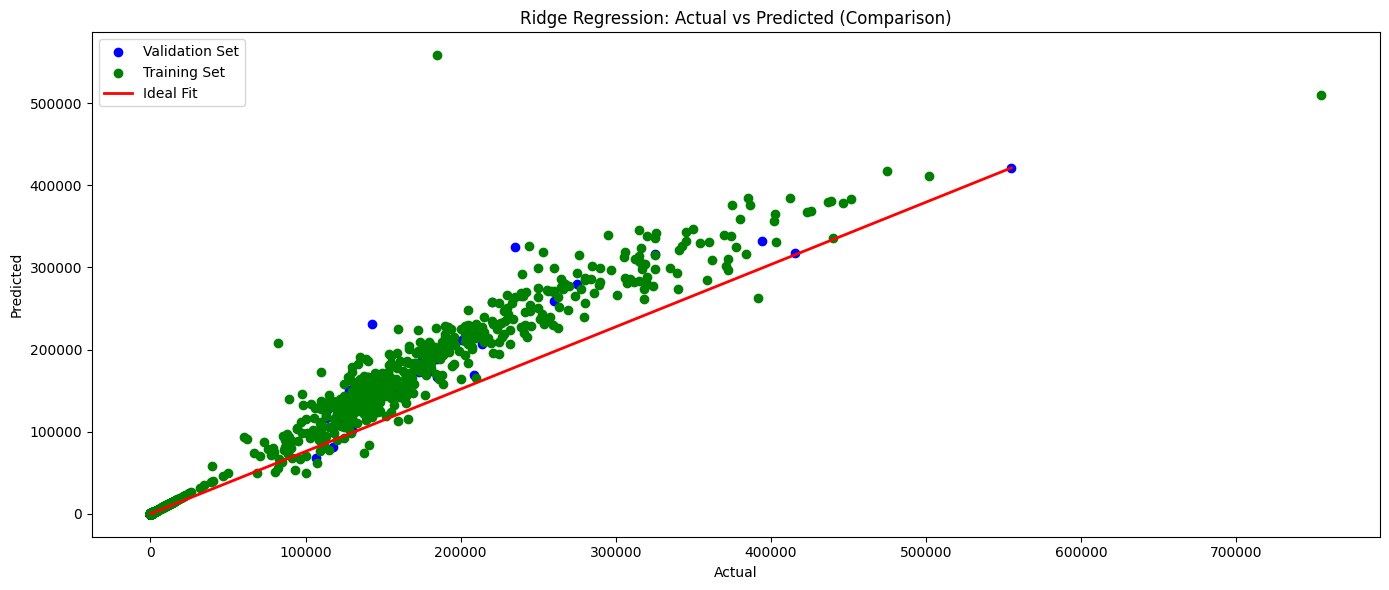 Ridge Regression: Actual vs Predicted (Comparison)
Validation Set
Training Set
Ideal Fit
500000
400000
300000
200000
100000
0
Predicted
0
100000
200000
300000
400000
500000
600000
700000
Actual